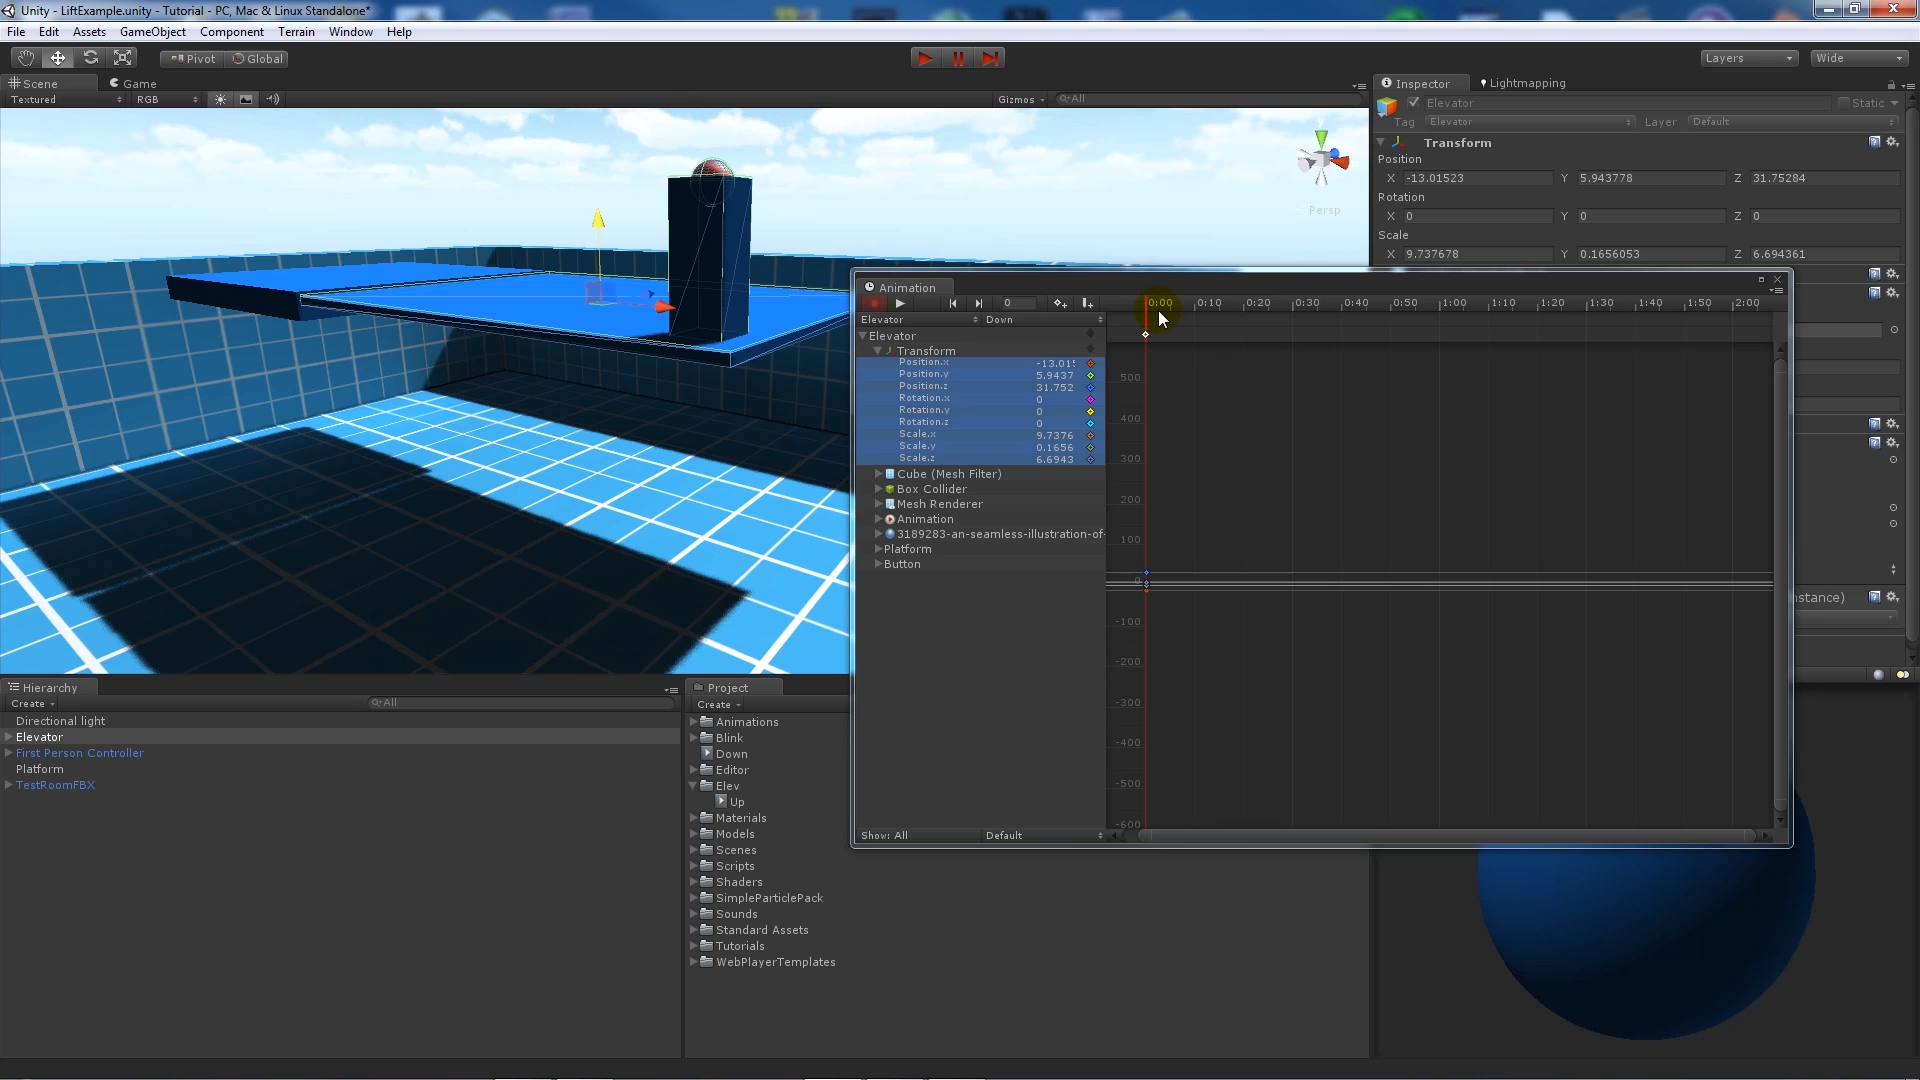 Unity - LiftExample.unity - Tutorial - PC, Mac & Linux Standalone*
File Edit Assets GameObject Component Terrain Window Help
Pivot Global Layers Wide
Scene Game
Textured RGB Gizmos All
Persp
Inspector Lightmapping
Elevator Static
Tag Elevator Layer Default
Transform
Position
X -13.01523 Y 5.943778 Z 31.75284
Rotation
X 0 Y 0 Z 0
Scale
X 9.737678 Y 0.1656053 Z 6.694361
nstance)
Animation
0 0:00 0:10 0:20 0:30 0:40 0:50 1:00 1:10 1:20 1:30 1:40 1:50 2:00
Elevator Down
Elevator
Transform
Position.x -13.01
Position.y 5.9437
Position.z 31.752
Rotation.x 0
Rotation.y 0
Rotation.z 0
Scale.x 9.7376
Scale.y 0.1656
Scale.z 6.6943
Cube (Mesh Filter)
Box Collider
Mesh Renderer
Animation
3189283-an-seamless-illustration-of-
Platform
Button
500
400
300
200
100
0
-100
-200
-300
-400
-500
-600
Show: All Default
Hierarchy
Create All
Directional light
Elevator
First Person Controller
Platform
TestRoomFBX
Project
Create
Animations
Blink
Down
Editor
Elev
Up
Materials
Models
Scenes
Scripts
Shaders
SimpleParticlePack
Sounds
Standard Assets
Tutorials
WebPlayerTemplates